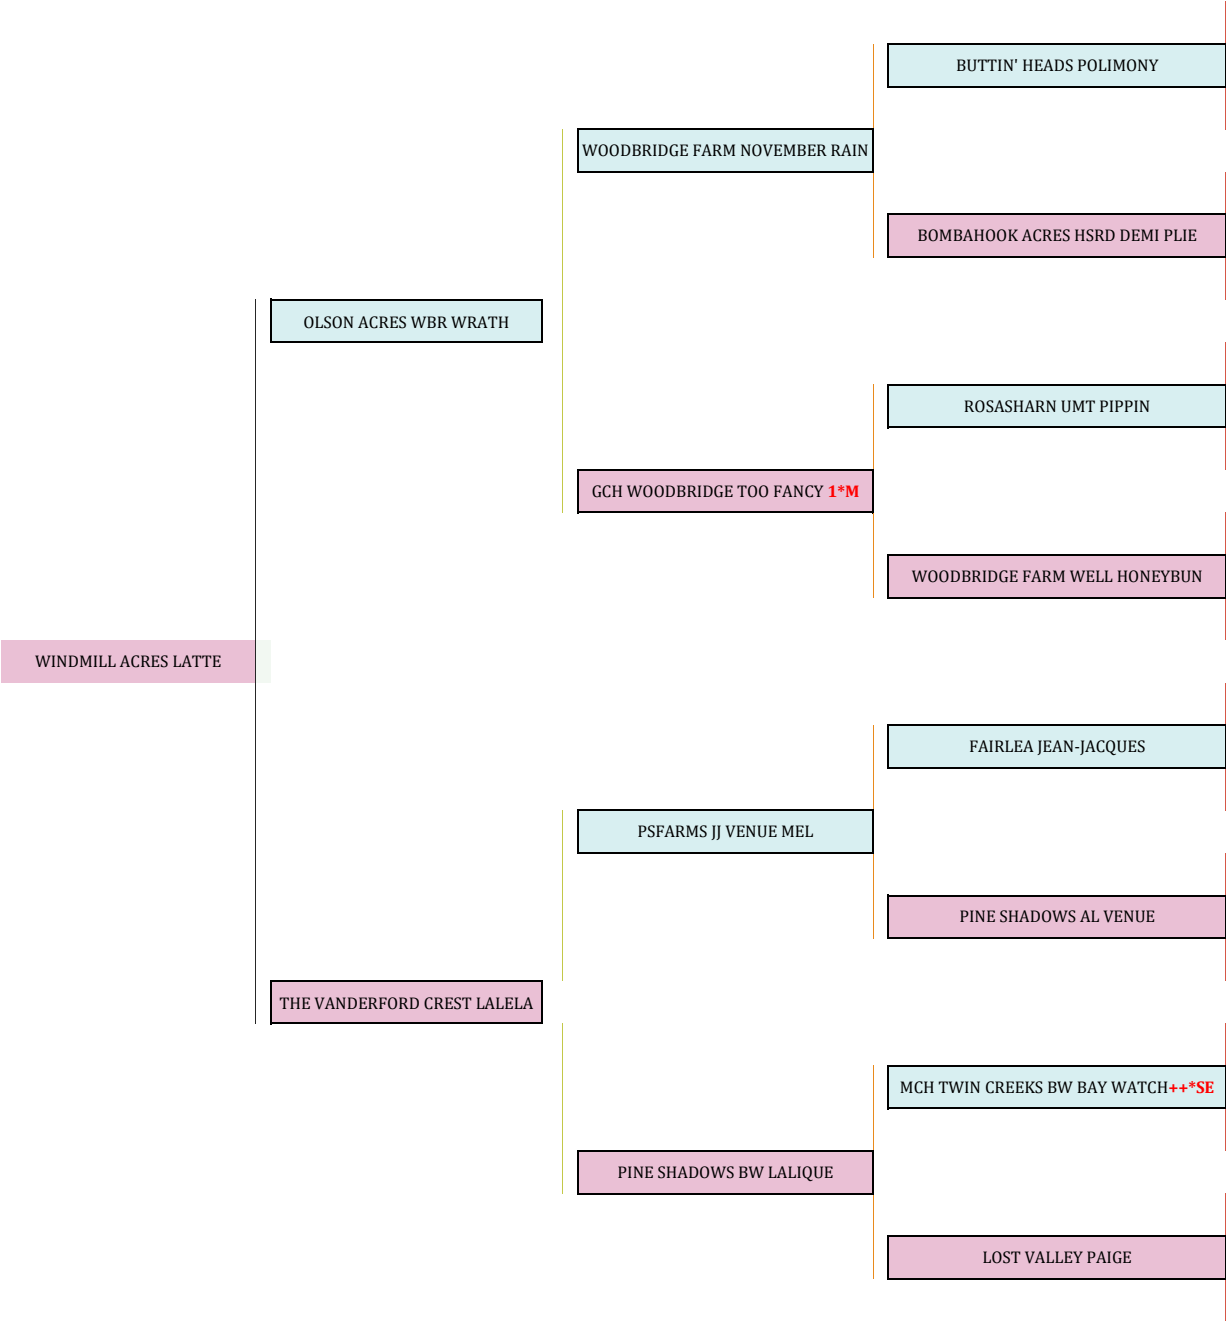 BUTTIN' HEADS POLIMONY
WOODBRIDGE FARM NOVEMBER RAIN
BOMBAHOOK ACRES HSRD DEMI PLIE
OLSON ACRES WBR WRATH
ROSASHARN UMT PIPPIN
GCH WOODBRIDGE TOO FANCY 1*M
WOODBRIDGE FARM WELL HONEYBUN
WINDMILL ACRES LATTE
FAIRLEA JEAN-JACQUES
PSFARMS JJ VENUE MEL
PINE SHADOWS AL VENUE
THE VANDERFORD CREST LALELA
MCH TWIN CREEKS BW BAY WATCH++*SE
PINE SHADOWS BW LALIQUE
LOST VALLEY PAIGE